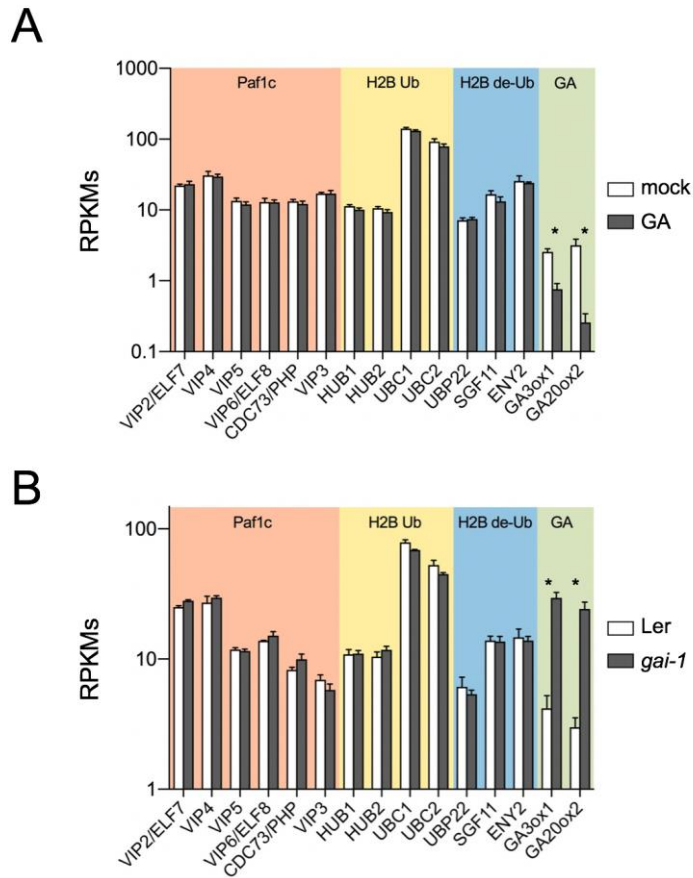 A
Paf1c H2B Ub H2B de-Ub GA
1000
100
10
1
0.1
RPKMs
mock
GA
* *
VIP2/ELF7 VIP4 VIP5 VIP6/ELF8 CDC73/PHP VIP3 HUB1 HUB2 UBC1 UBC2 UBP22 SGF11 ENY2 GA3ox1 GA20ox2
B
Paf1c H2B Ub H2B de-Ub GA
100
10
1
RPKMs
Ler
gai-1
* *
VIP2/ELF7 VIP4 VIP5 VIP6/ELF8 CDC73/PHP VIP3 HUB1 HUB2 UBC1 UBC2 UBP22 SGF11 ENY2 GA3ox1 GA20ox2